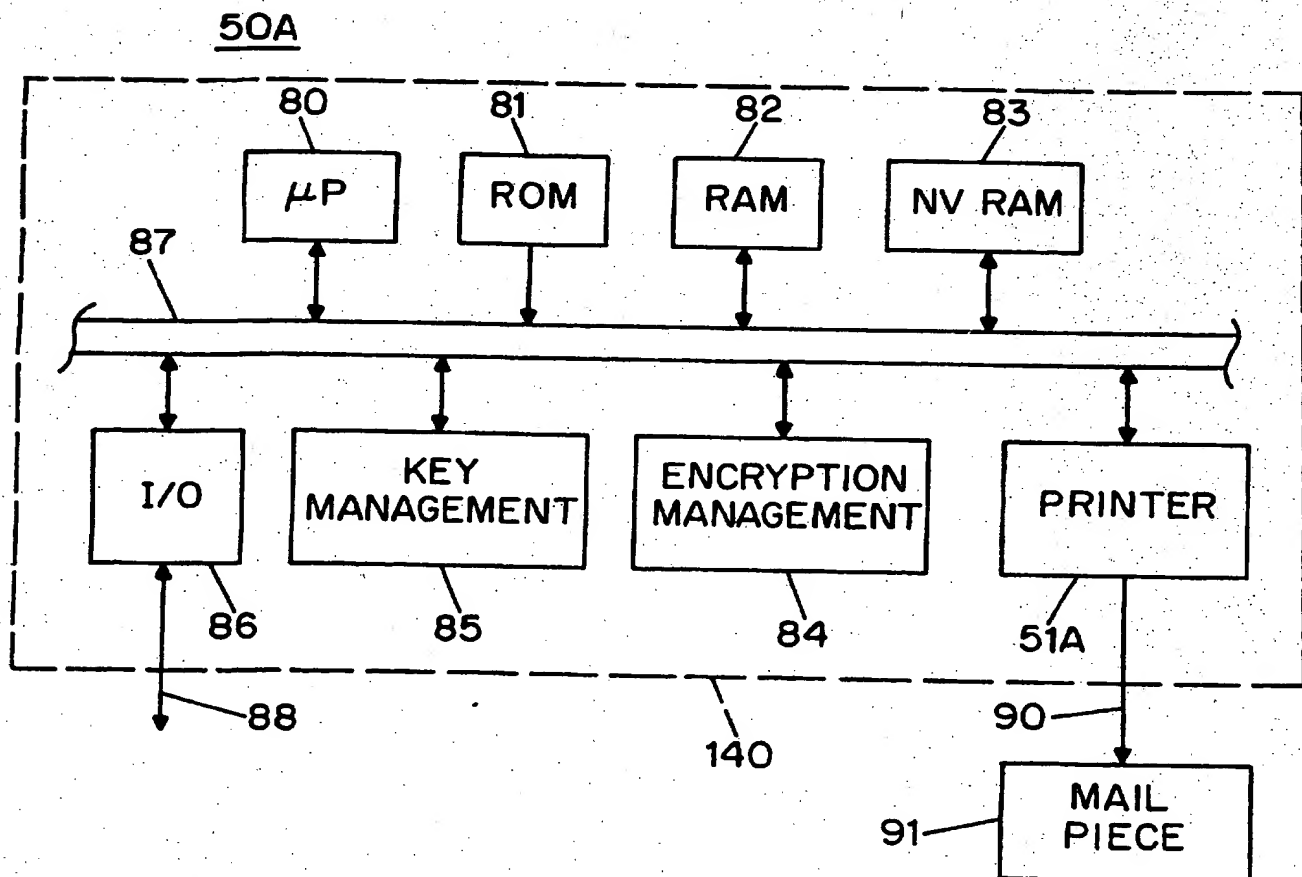 50A
80
81
82
83
μP
ROM
RAM
NV RAM
87
I/O
KEY
MANAGEMENT
ENCRYPTION
MANAGEMENT
PRINTER
86
85
84
51A
88
140
90
91
MAIL
PIECE